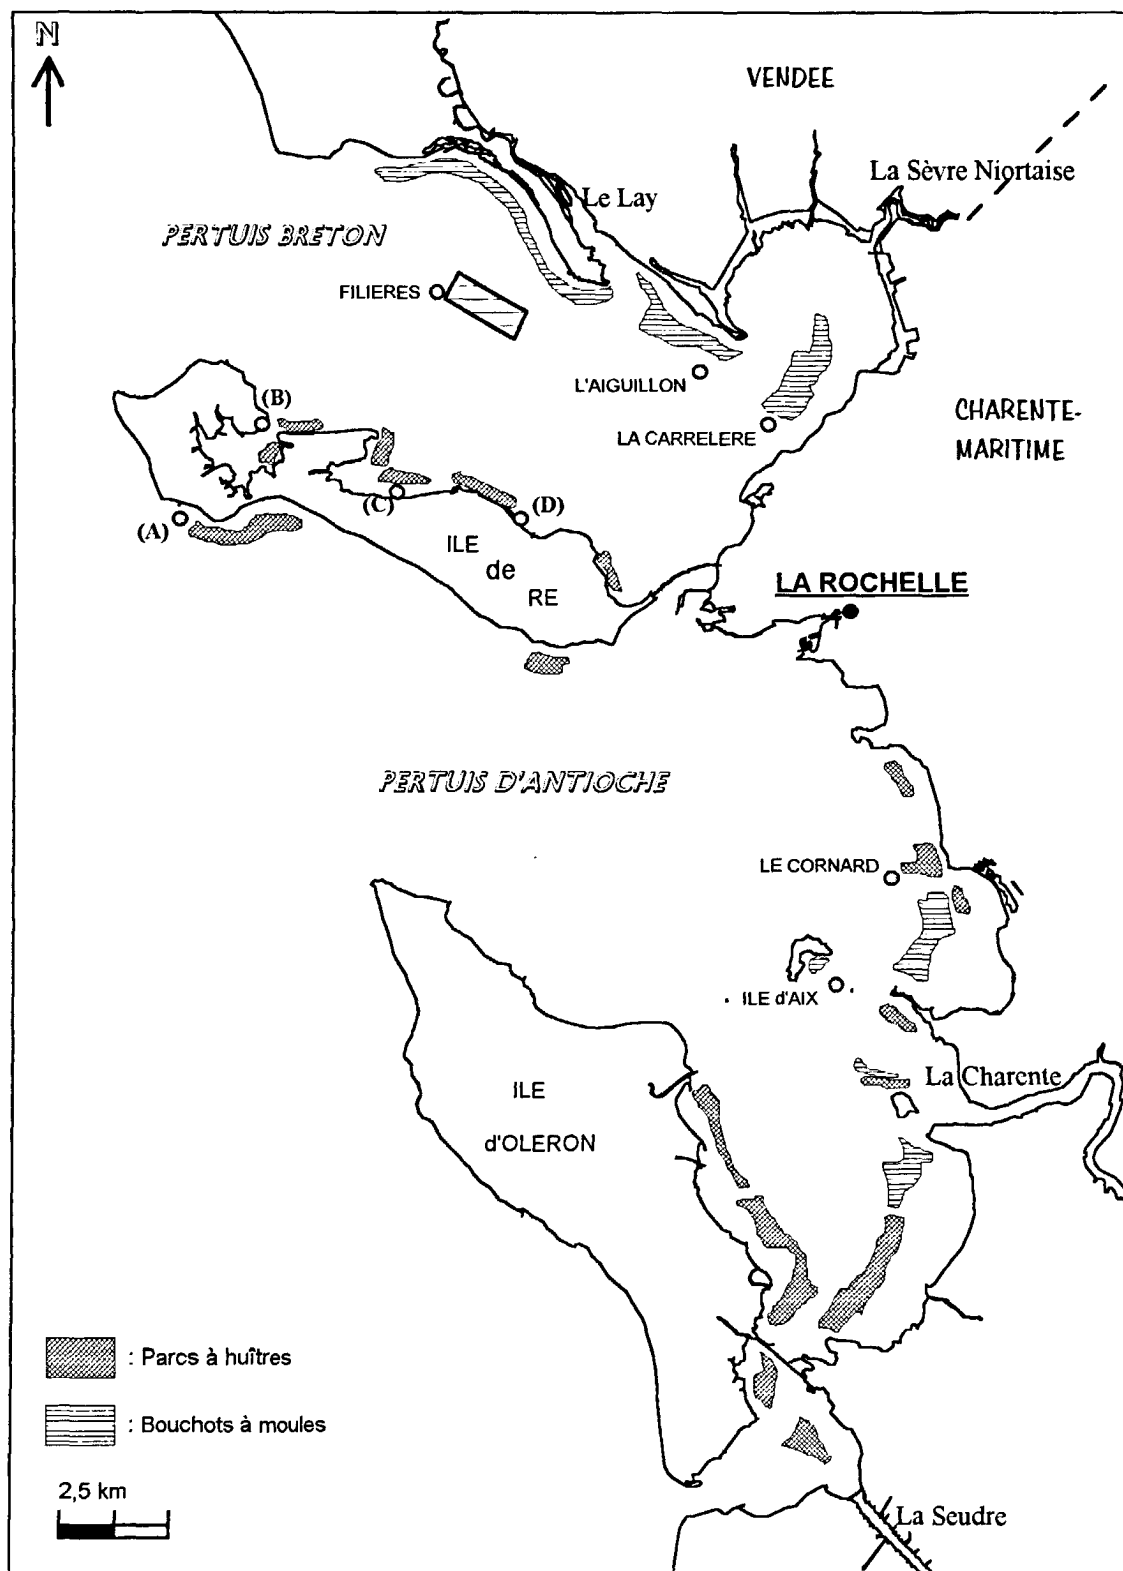 N
VENDEE
La Sèvre Niortaise
Le Lay
PERTUIS BRETON
FILIERES
L'AIGUILLON
(B)
CHARENTE-
MARITIME
LA CARRELERE
(C)
(D)
(A)
ILE
de
RE
LA ROCHELLE
PERTUIS D'ANTIOCHE
LE CORNARD
ILE d'AIX
La Charente
ILE
d'OLERON
: Parcs à huîtres
: Bouchots à moules
2,5 km
La Seudre